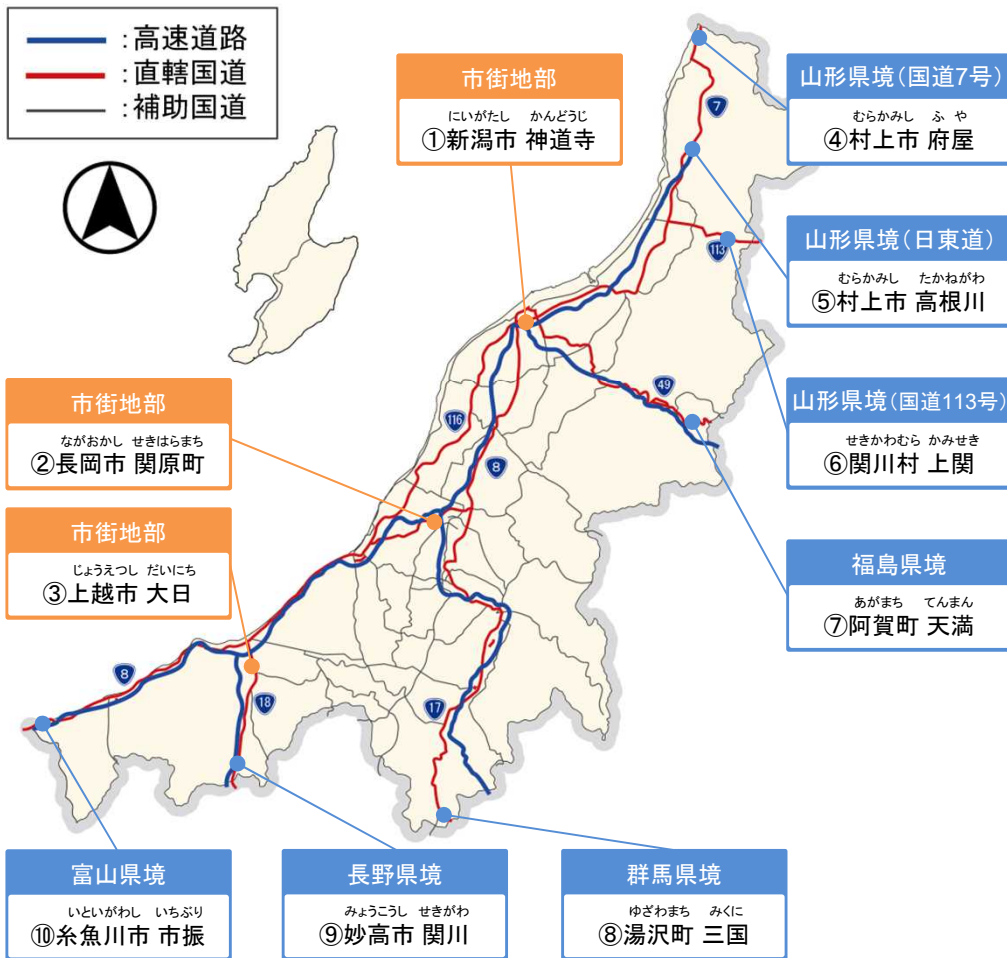 ：高速道路
：直轄国道
：補助国道
市街地部
にいがたし かんどうじ
①新潟市 神道寺
市街地部
ながおかし せきはらまち
②長岡市 関原町
市街地部
じょうえつし だいにち
③上越市 大日
山形県境（国道7号）
むらかみし ふや
④村上市 府屋
山形県境（日東道）
むらかみし たかねがわ
⑤村上市 高根川
山形県境（国道113号）
せきかわむら かみせき
⑥関川村 上関
福島県境
あがまち てんまん
⑦阿賀町 天満
7
113
49
116
8
8
18
17
富山県境
いといがわし いちぶり
⑩糸魚川市 市振
長野県境
みょうこうし せきがわ
⑨妙高市 関川
群馬県境
ゆざわまち みくに
⑧湯沢町 三国